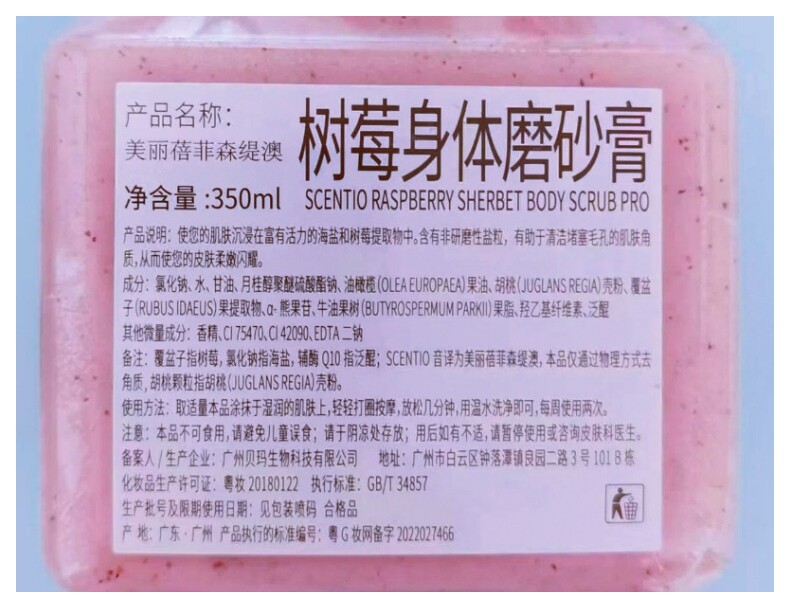 产品名称：
美丽蓓菲森缇澳
树莓身体磨砂膏
净含量:350ml
SCENTIO RASPBERRY SHERBET BODY SCRUB PRO
产品说明：使您的肌肤沉浸在富有活力的海盐和树莓提取物中。含有非研磨性盐粒，有助于清洁堵塞毛孔的肌肤角
质，从而使您的皮肤柔嫩闪耀。
成分：氯化钠、水、甘油、月桂醇聚醚硫酸酯钠、油橄榄(OLEA EUROPAEA)果油、胡桃(JUGLANS REGIA)壳粉、覆盆
子(RUBUS IDAEUS)果提取物、α-熊果苷、牛油果树(BUTYROSPERMUM PARKII)果脂、羟乙基纤维素、泛醌
其他微量成分：香精、CI 75470、CI 42090、EDTA 二钠
备注：覆盆子指树莓，氯化钠指海盐，辅酶 Q10 指泛醌；SCENTIO 音译为美丽蓓菲森缇澳，本品仅通过物理方式去
角质，胡桃颗粒指胡桃(JUGLANS REGIA)壳粉。
使用方法：取适量本品涂抹于湿润的肌肤上，轻轻打圈按摩，放松几分钟，用温水洗净即可，每周使用两次。
注意：本品不可食用，请避免儿童误食；请于阴凉处存放；用后如有不适，请暂停使用或咨询皮肤科医生。
备案人/生产企业：广州贝玛生物科技有限公司 地址：广州市白云区钟落潭镇良园二路 3 号 101 B 栋
化妆品生产许可证：粤妆 20180122 执行标准：GB/T 34857
生产批号及限期使用日期：见包装喷码 合格品
产 地：广东·广州 产品执行的标准编号：粤 G 妆网备字 2022027466